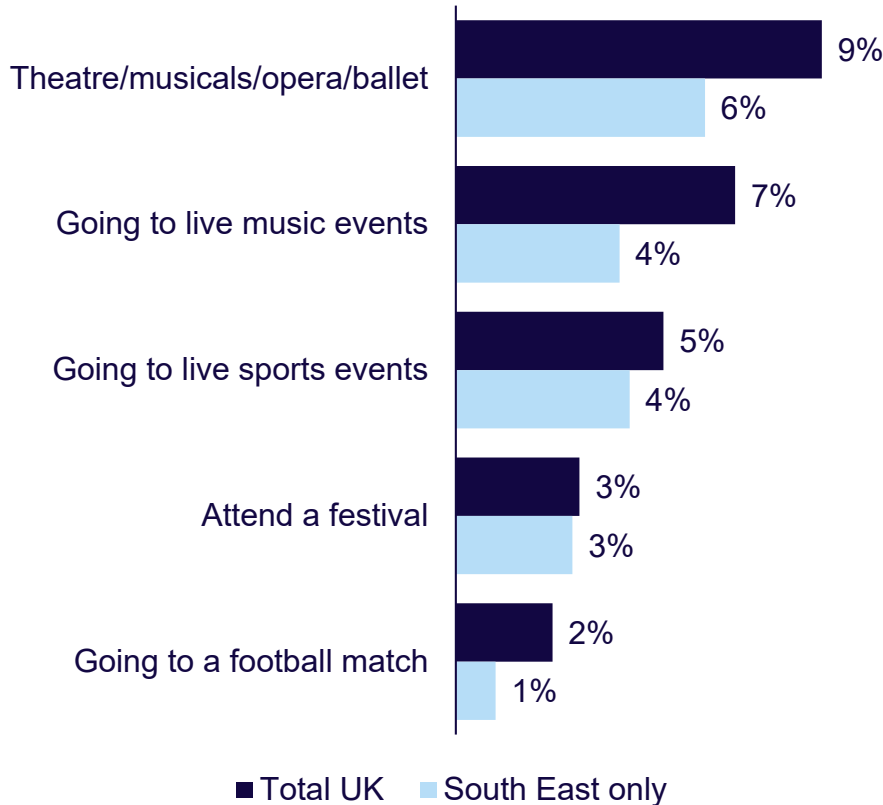 Theatre/musicals/opera/ballet
9%
6%
Going to live music events
7%
4%
Going to live sports events
5%
4%
Attend a festival
3%
3%
Going to a football match
2%
1%
Total UK
South East only